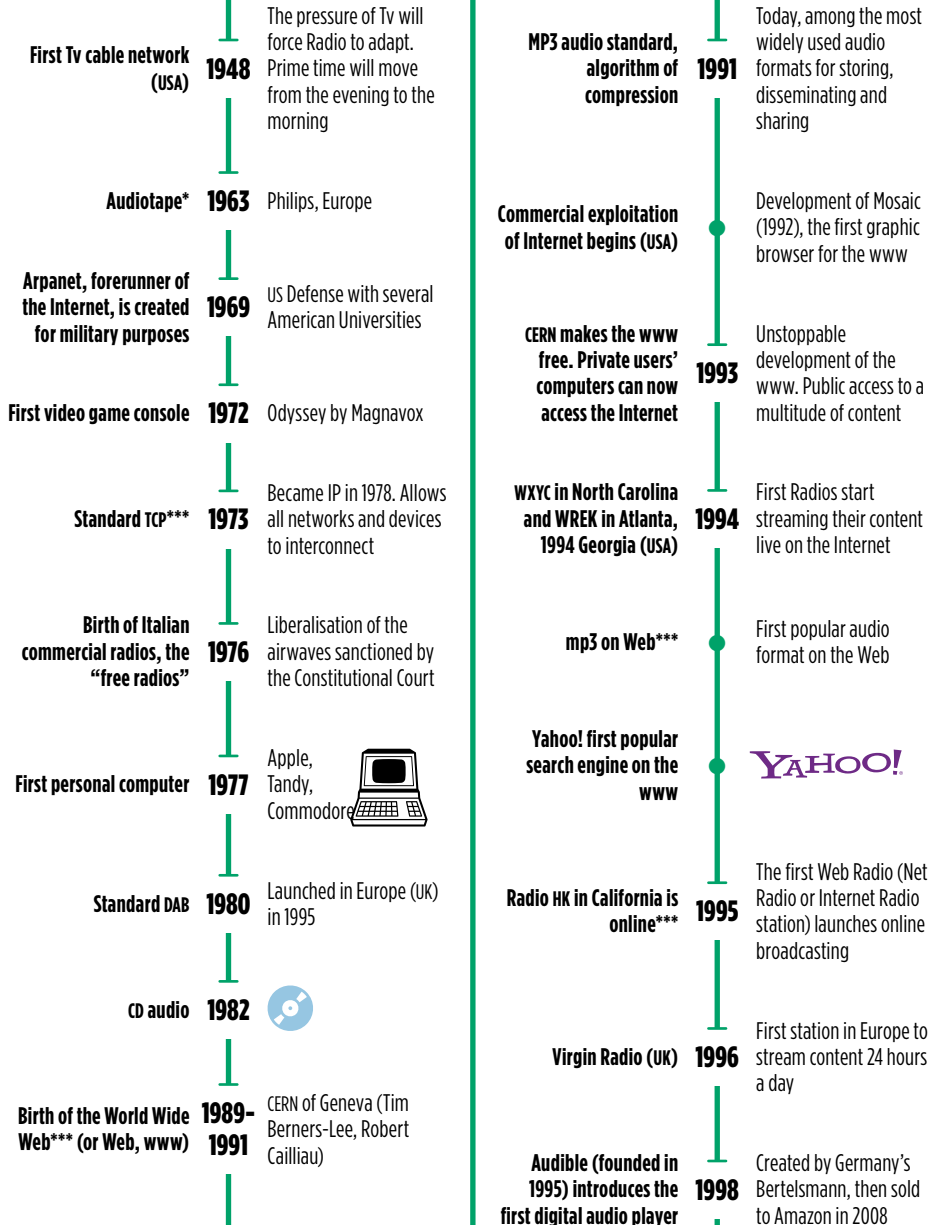 First Tv cable network
(USA)
1948
The pressure of Tv will
force Radio to adapt.
Prime time will move
from the evening to the
morning
Audiotape*
1963
Philips, Europe
Arpanet, forerunner of
the Internet, is created
for military purposes
1969
US Defense with several
American Universities
First video game console
1972
Odyssey by Magnavox
Standard TCP***
1973
Became IP in 1978. Allows
all networks and devices
to interconnect
Birth of Italian
commercial radios, the
“free radios”
1976
Liberalisation of the
airwaves sanctioned by
the Constitutional Court
First personal computer
1977
Apple,
Tandy,
Commodore
Standard DAB
1980
Launched in Europe (UK)
in 1995
CD audio
1982
Birth of the World Wide
Web*** (or Web, www)
1989-
1991
CERN of Geneva (Tim
Berners-Lee, Robert
Cailliau)
MP3 audio standard,
algorithm of
compression
1991
Today, among the most
widely used audio
formats for storing,
disseminating and
sharing
Commercial exploitation
of Internet begins (USA)
Development of Mosaic
(1992), the first graphic
browser for the www
CERN makes the www
free. Private users’
computers can now
access the Internet
1993
Unstoppable
development of the
www. Public access to a
multitude of content
WXYC in North Carolina
and WREK in Atlanta,
1994 Georgia (USA)
1994
First Radios start
streaming their content
live on the Internet
mp3 on Web***
First popular audio
format on the Web
Yahoo! first popular
search engine on the
www
YAHOO!
Radio HK in California is
online***
1995
The first Web Radio (Net
Radio or Internet Radio
station) launches online
broadcasting
Virgin Radio (UK)
1996
First station in Europe to
stream content 24 hours
a day
Audible (founded in
1995) introduces the
first digital audio player
1998
Created by Germany’s
Bertelsmann, then sold
to Amazon in 2008